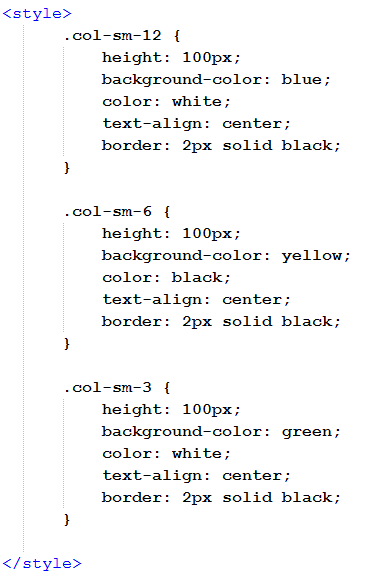 <style>
.col-sm-12 {
height: 100px;
background-color: blue;
color: white;
text-align: center;
border: 2px solid black;
}
.col-sm-6 {
height: 100px;
background-color: yellow;
color: black;
text-align: center;
border: 2px solid black;
}
.col-sm-3 {
height: 100px;
background-color: green;
color: white;
text-align: center;
border: 2px solid black;
}
</style>